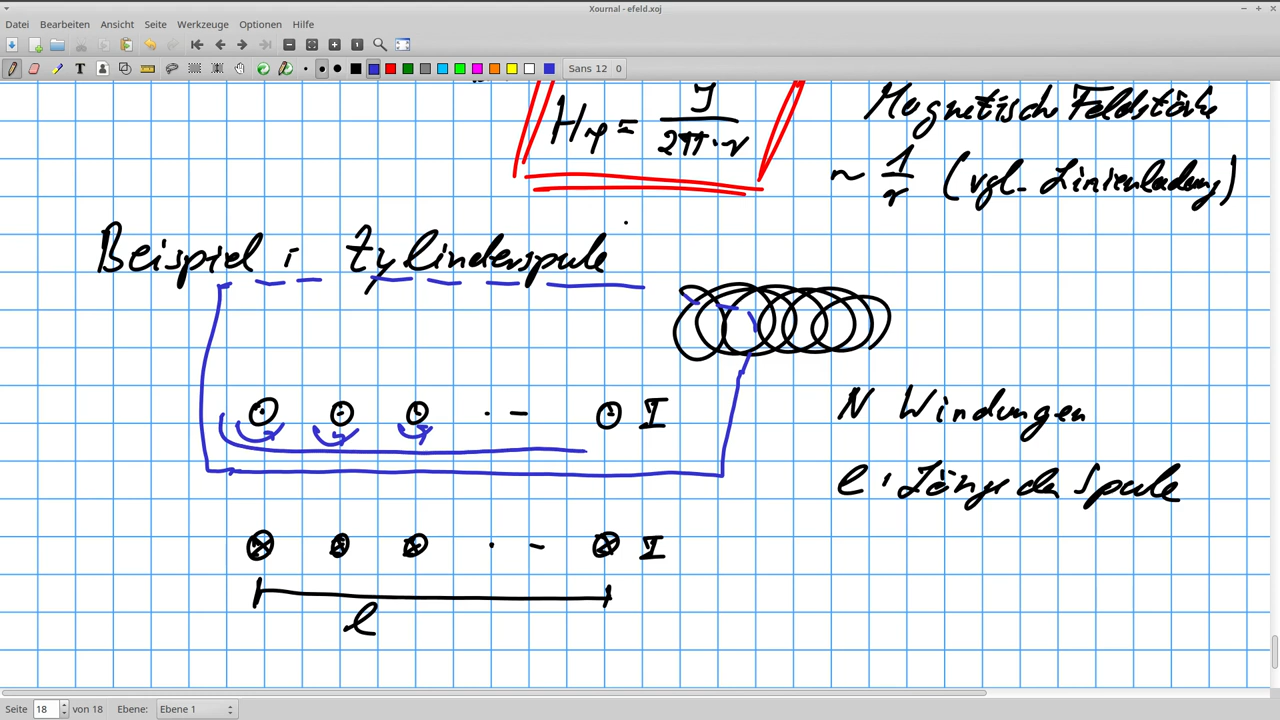 Xournal - efeld.xoj
Datei Bearbeiten Ansicht Seite Werkzeuge Optionen Hilfe
Sans 12 0
Hφ = I / 2π·r
Magnetische Feldstärke
~ 1/r (vgl. Linienladung)
Beispiel: Zylinderspule
I
N Windungen
l: Länge der Spule
I
l
Seite 18 von 18 Ebene: Ebene 1